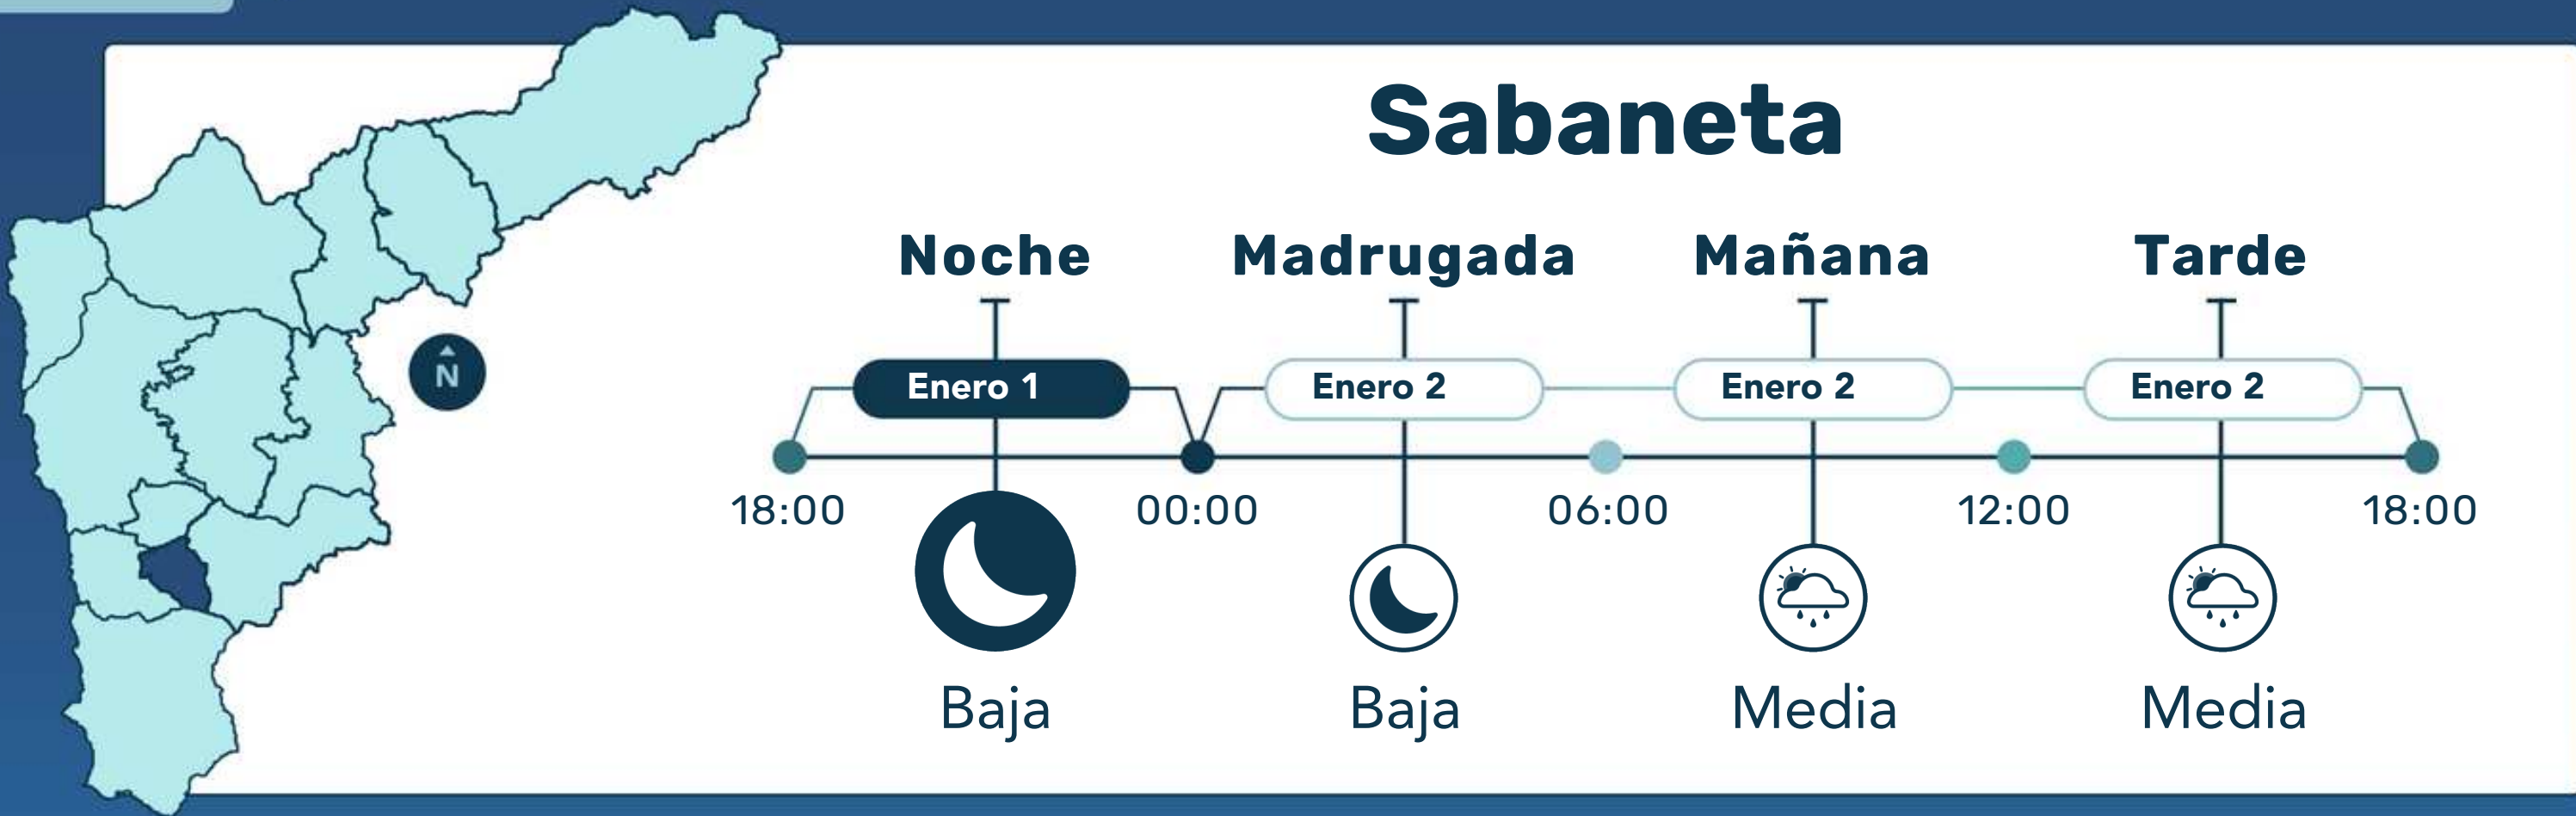 Sabaneta
Noche Madrugada Mañana Tarde
Enero 1 Enero 2 Enero 2 Enero 2
N
18:00 00:00 06:00 12:00 18:00
Baja Baja Media Media